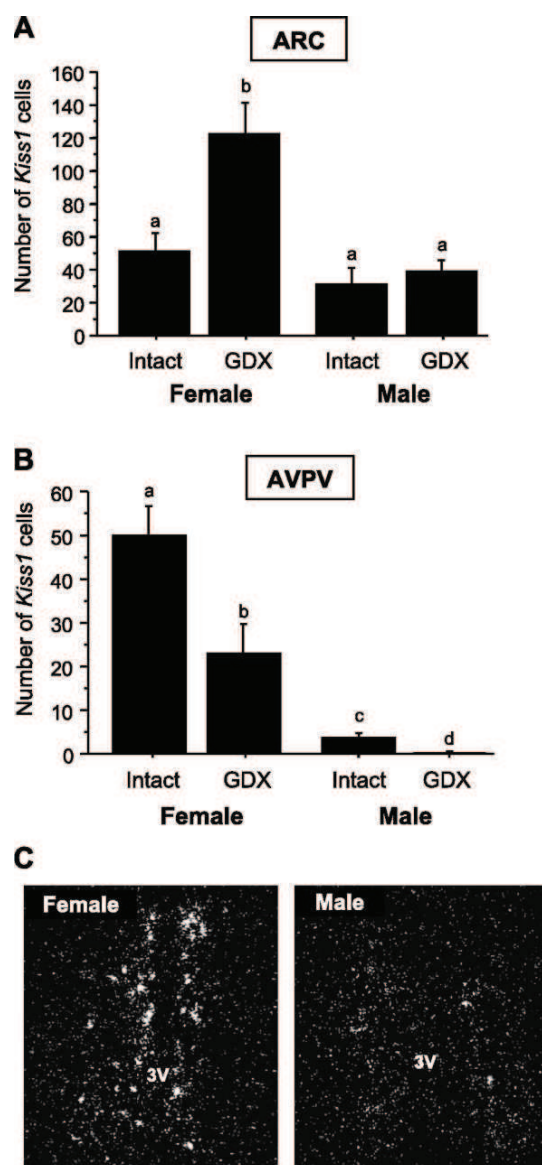 A
ARC
Number of Kiss1 cells
160
140
120
100
80
60
40
20
0
a
b
a
a
Intact GDX Intact GDX
Female Male
B
AVPV
Number of Kiss1 cells
60
50
40
30
20
10
0
a
b
c
d
Intact GDX Intact GDX
Female Male
C
Female Male
3V 3V